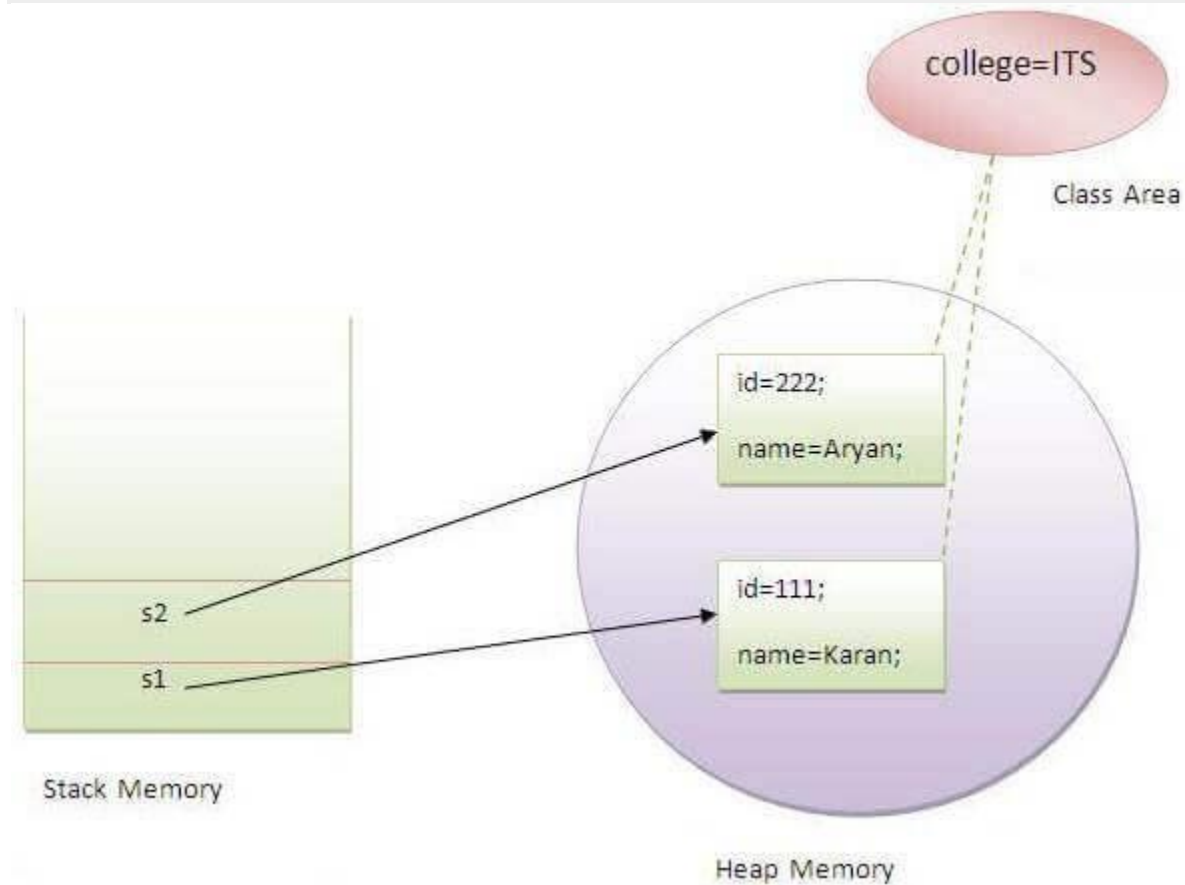 college=ITS
Class Area
id=222;
name=Aryan;
id=111;
name=Karan;
s2
s1
Stack Memory
Heap Memory